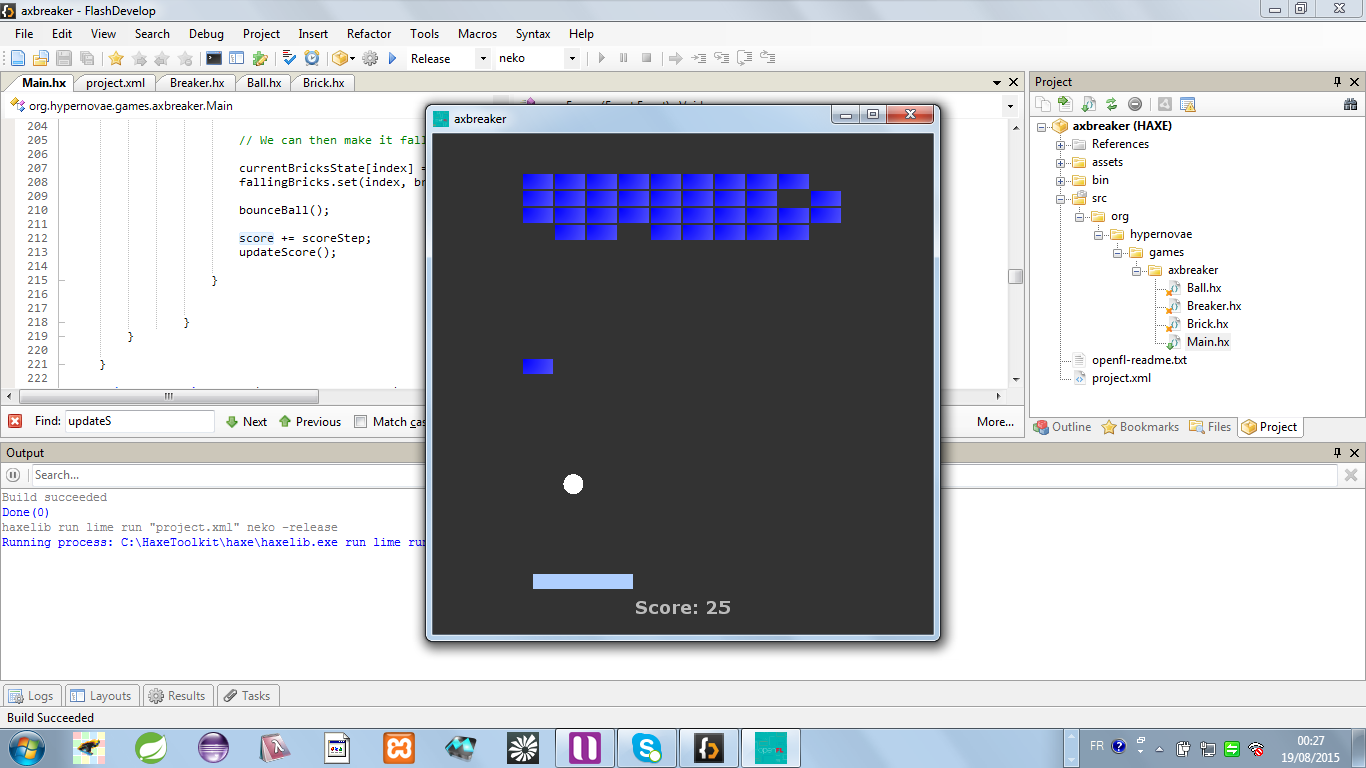 axbreaker - FlashDevelop
File Edit View Search Debug Project Insert Refactor Tools Macros Syntax Help
Release neko
Main.hx project.xml Breaker.hx Ball.hx Brick.hx
org.hypernovae.games.axbreaker.Main
204
205 // We can then make it fal
206
207 currentBricksState[index] =
208 fallingBricks.set(index, br
209
210 bounceBall();
211
212 score += scoreStep;
213 updateScore();
214
215 }
216
217
218 }
219 }
220
221 }
222
Find: updateS Next Previous Match cas More...
Output
Search...
Build succeeded
Done(0)
haxelib run lime run "project.xml" neko -release
Running process: C:\HaxeToolkit\haxe\haxelib.exe run lime run
axbreaker
Score: 25
Project
axbreaker (HAXE)
References
assets
bin
src
org
hypernovae
games
axbreaker
Ball.hx
Breaker.hx
Brick.hx
Main.hx
openfl-readme.txt
project.xml
Outline Bookmarks Files Project
Logs Layouts Results Tasks
Build Succeeded
FR
00:27
19/08/2015